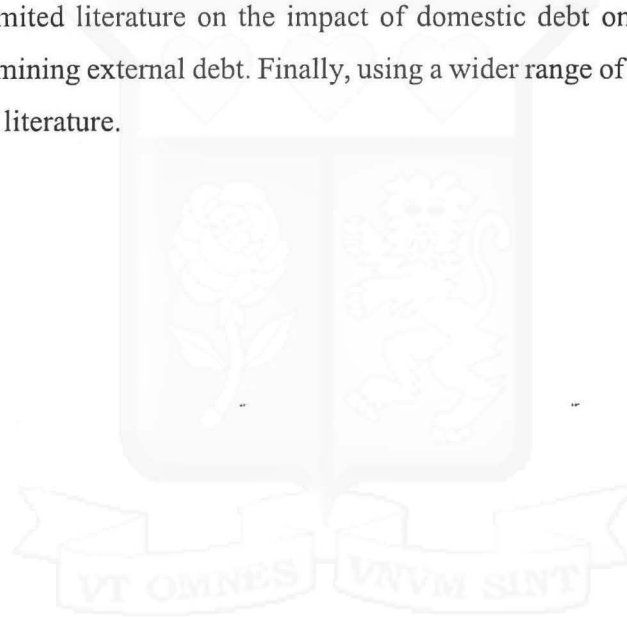 mited literature on the impact of domestic debt on
mining external debt. Finally, using a wider range of
literature.
VT OMNES VNVM SINT